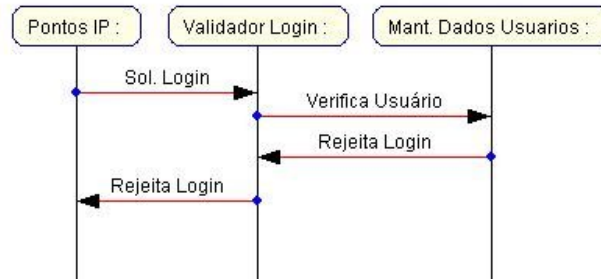 Pontos IP :
Validador Login :
Mant. Dados Usuarios :
Sol. Login
Verifica Usuário
Rejeita Login
Rejeita Login